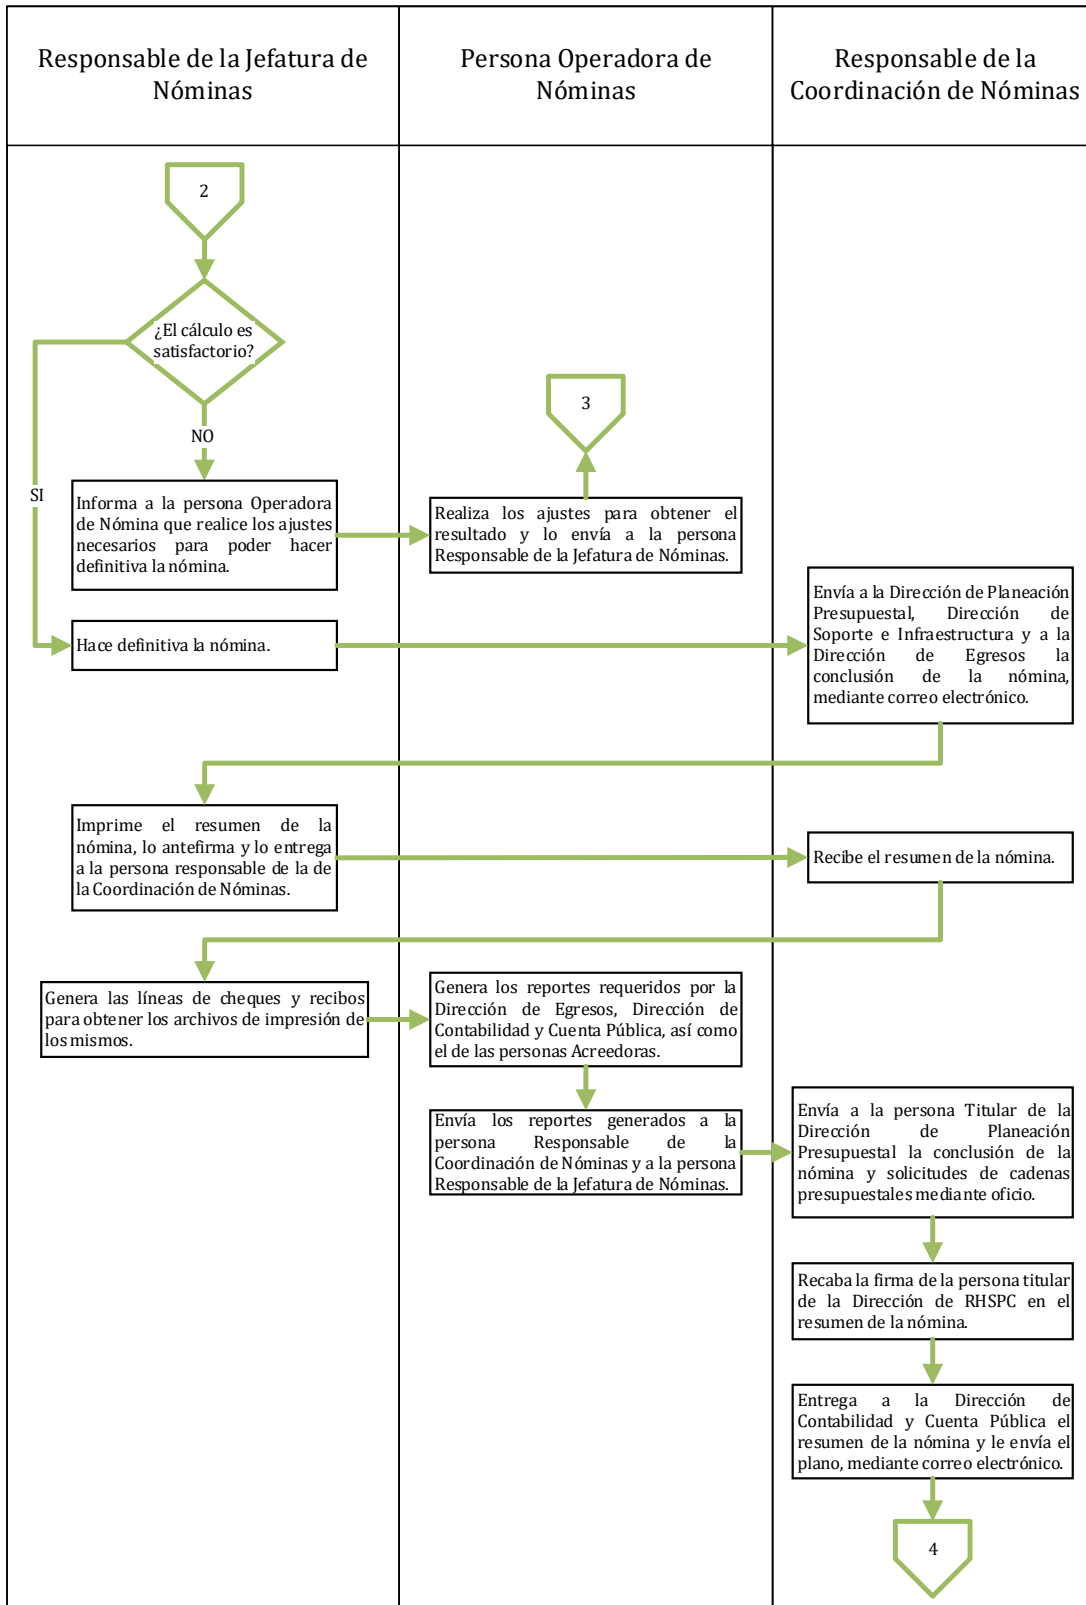 Responsable de la Jefatura de
Nóminas
Persona Operadora de
Nóminas
Responsable de la
Coordinación de Nóminas
2
¿El cálculo es
satisfactorio?
NO
SI
3
Informa a la persona Operadora
de Nómina que realice los ajustes
necesarios para poder hacer
definitiva la nómina.
Realiza los ajustes para obtener el
resultado y lo envía a la persona
Responsable de la Jefatura de Nóminas.
Hace definitiva la nómina.
Envía a la Dirección de Planeación
Presupuestal, Dirección de
Soporte e Infraestructura y a la
Dirección de Egresos la
conclusión de la nómina,
mediante correo electrónico.
Imprime el resumen de la
nómina, lo antefirma y lo entrega
a la persona responsable de la de
la Coordinación de Nóminas.
Recibe el resumen de la nómina.
Genera las líneas de cheques y recibos
para obtener los archivos de impresión de
los mismos.
Genera los reportes requeridos por la
Dirección de Egresos, Dirección de
Contabilidad y Cuenta Pública, así como
el de las personas Acreedoras.
Envía los reportes generados a la
persona Responsable de la
Coordinación de Nóminas y a la persona
Responsable de la Jefatura de Nóminas.
Envía a la persona Titular de la
Dirección de Planeación
Presupuestal la conclusión de la
nómina y solicitudes de cadenas
presupuestales mediante oficio.
Recaba la firma de la persona titular
de la Dirección de RHSPC en el
resumen de la nómina.
Entrega a la Dirección de
Contabilidad y Cuenta Pública el
resumen de la nómina y le envía el
plano, mediante correo electrónico.
4